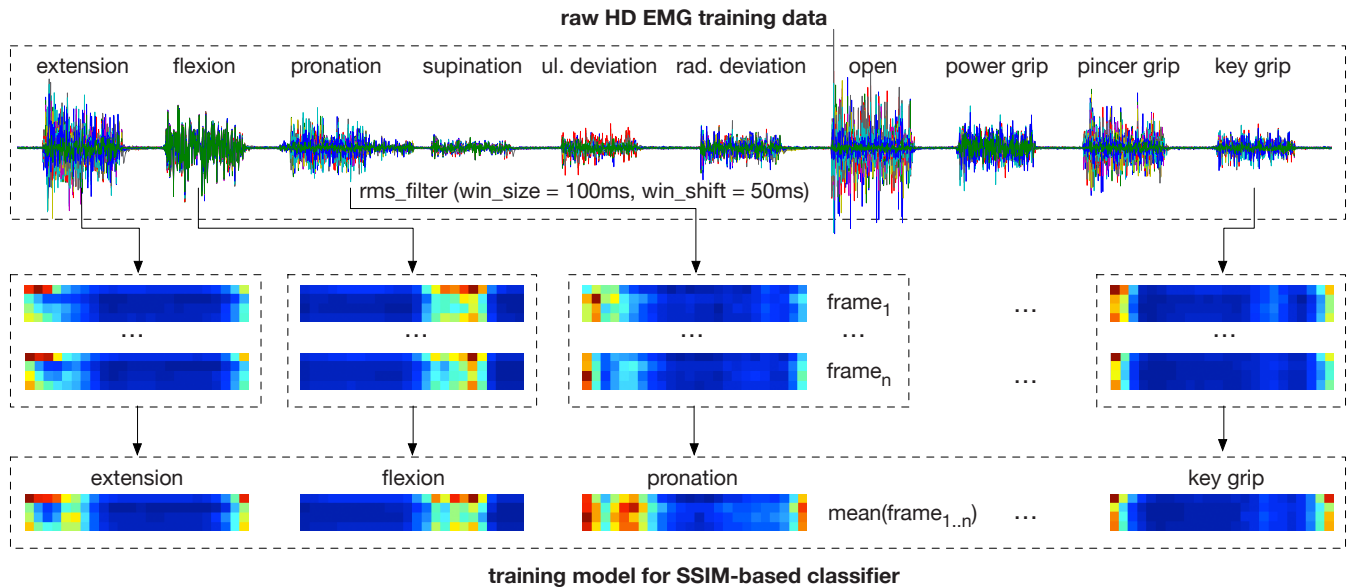 raw HD EMG training data
extension flexion pronation supination ul. deviation rad. deviation open power grip pincer grip key grip
rms_filter (win_size = 100ms, win_shift = 50ms)
frame₁
... ... ... ... ... ...
frameₙ ...
extension flexion pronation key grip
mean(frame₁..ₙ) ...
training model for SSIM-based classifier